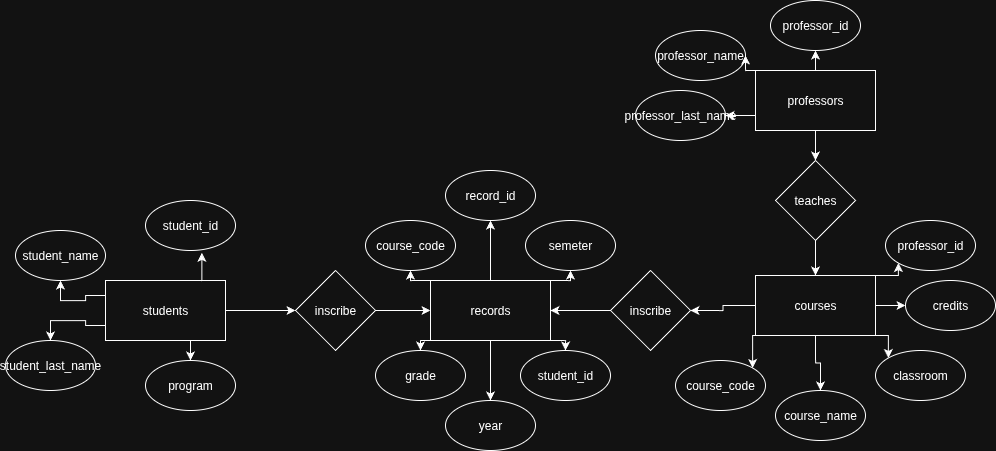 professor_id
professor_name
professors
professor_last_name
record_id
teaches
student_id
course_code
semeter
professor_id
student_name
students
inscribe
records
inscribe
courses
credits
student_last_name
program
grade
student_id
course_code
classroom
year
course_name